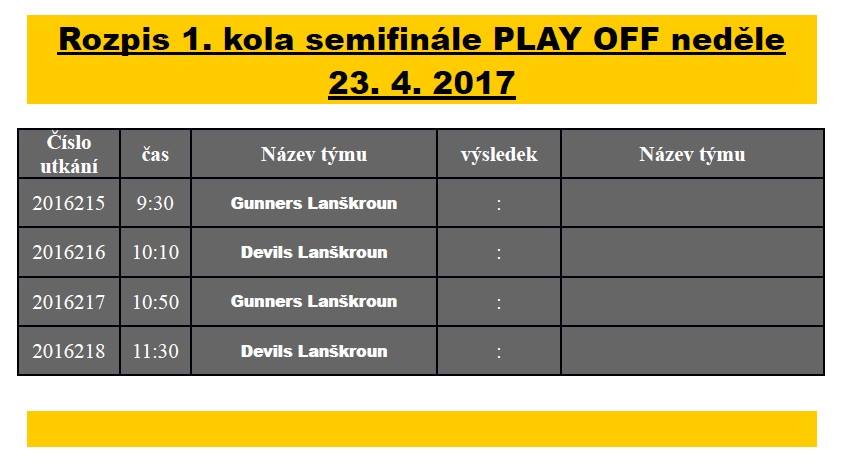 Rozpis 1. kola semifinále PLAY OFF neděle
23. 4. 2017
Číslo utkání čas Název týmu výsledek Název týmu
2016215 9:30 Gunners Lanškroun :
2016216 10:10 Devils Lanškroun :
2016217 10:50 Gunners Lanškroun :
2016218 11:30 Devils Lanškroun :